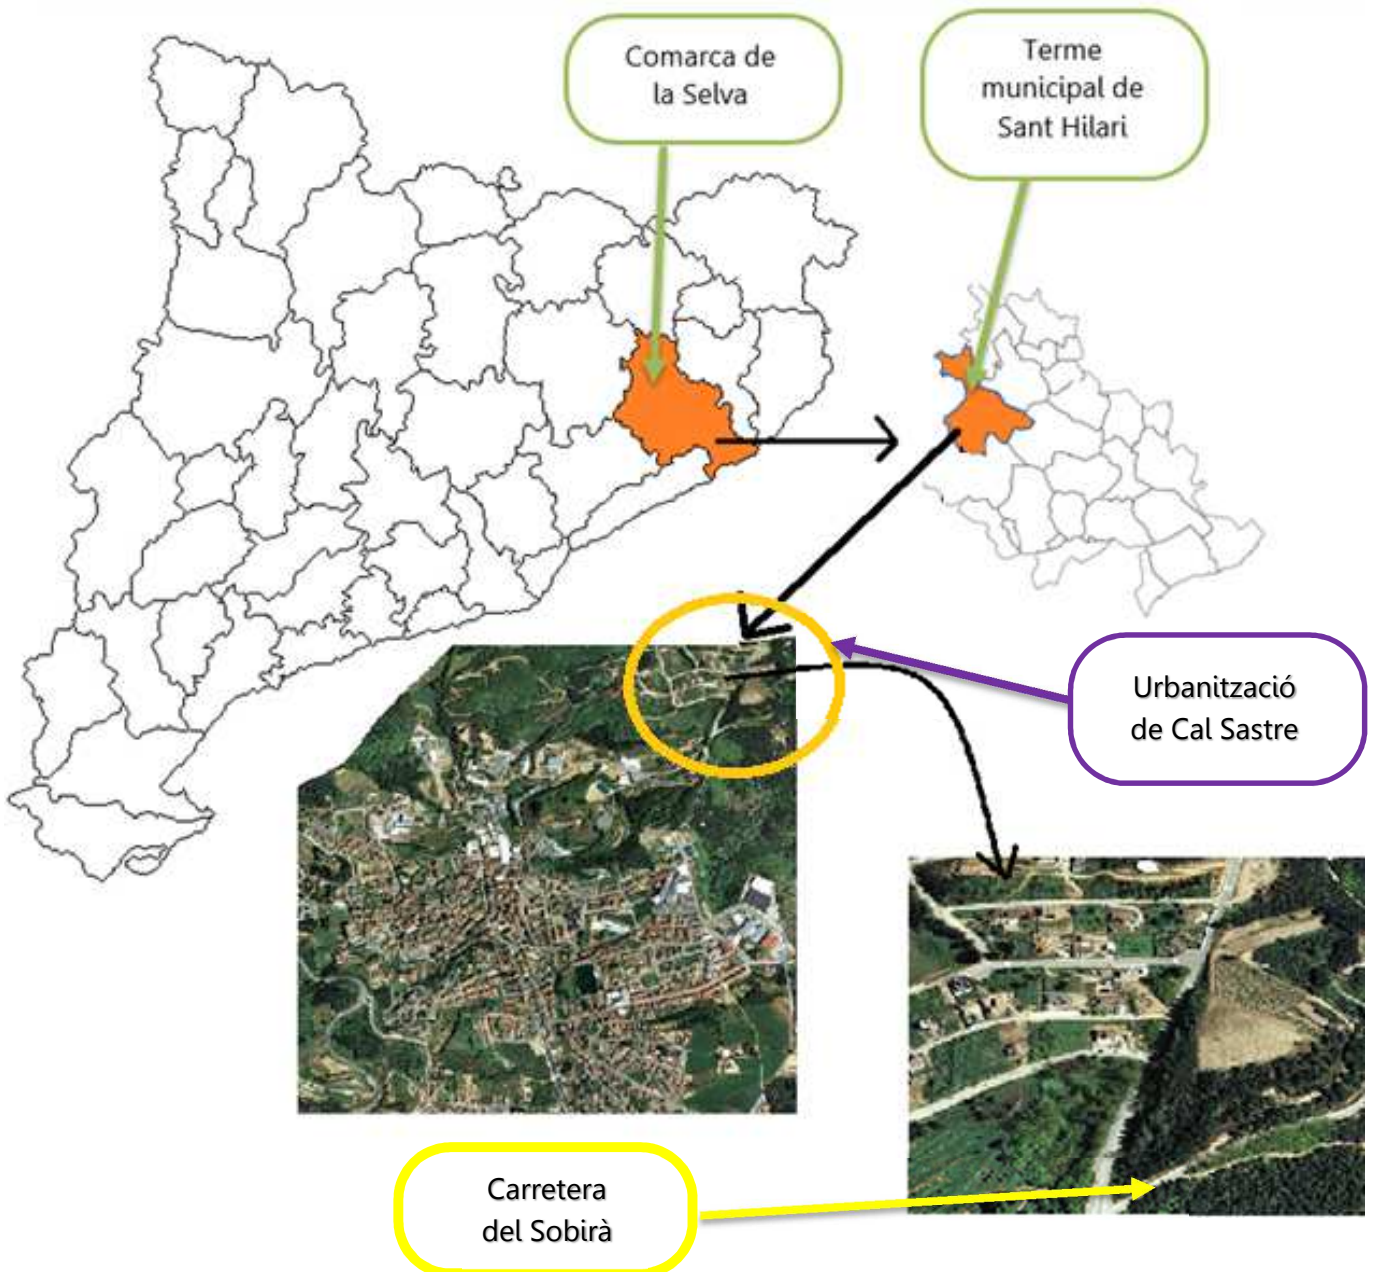 Comarca de
la Selva
Terme
municipal de
Sant Hilari
Urbanització
de Cal Sastre
Carretera
del Sobirà